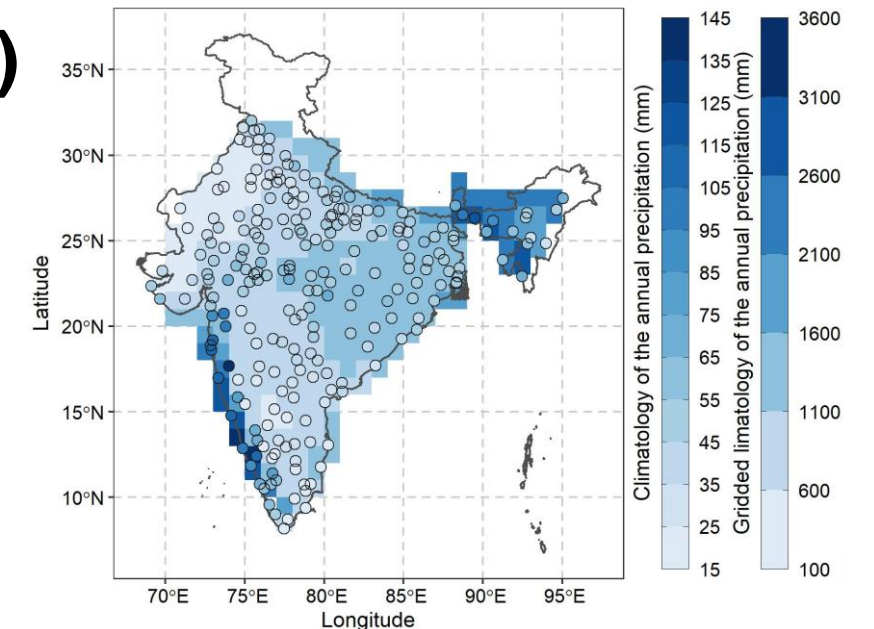 )
35°N
30°N
25°N
20°N
15°N
10°N
Latitude
70°E 75°E 80°E 85°E 90°E 95°E
Longitude
Climatology of the annual precipitation (mm)
145
135
125
115
105
95
85
75
65
55
45
35
25
15
Gridded limatology of the annual precipitation (mm)
3600
3100
2600
2100
1600
1100
600
100